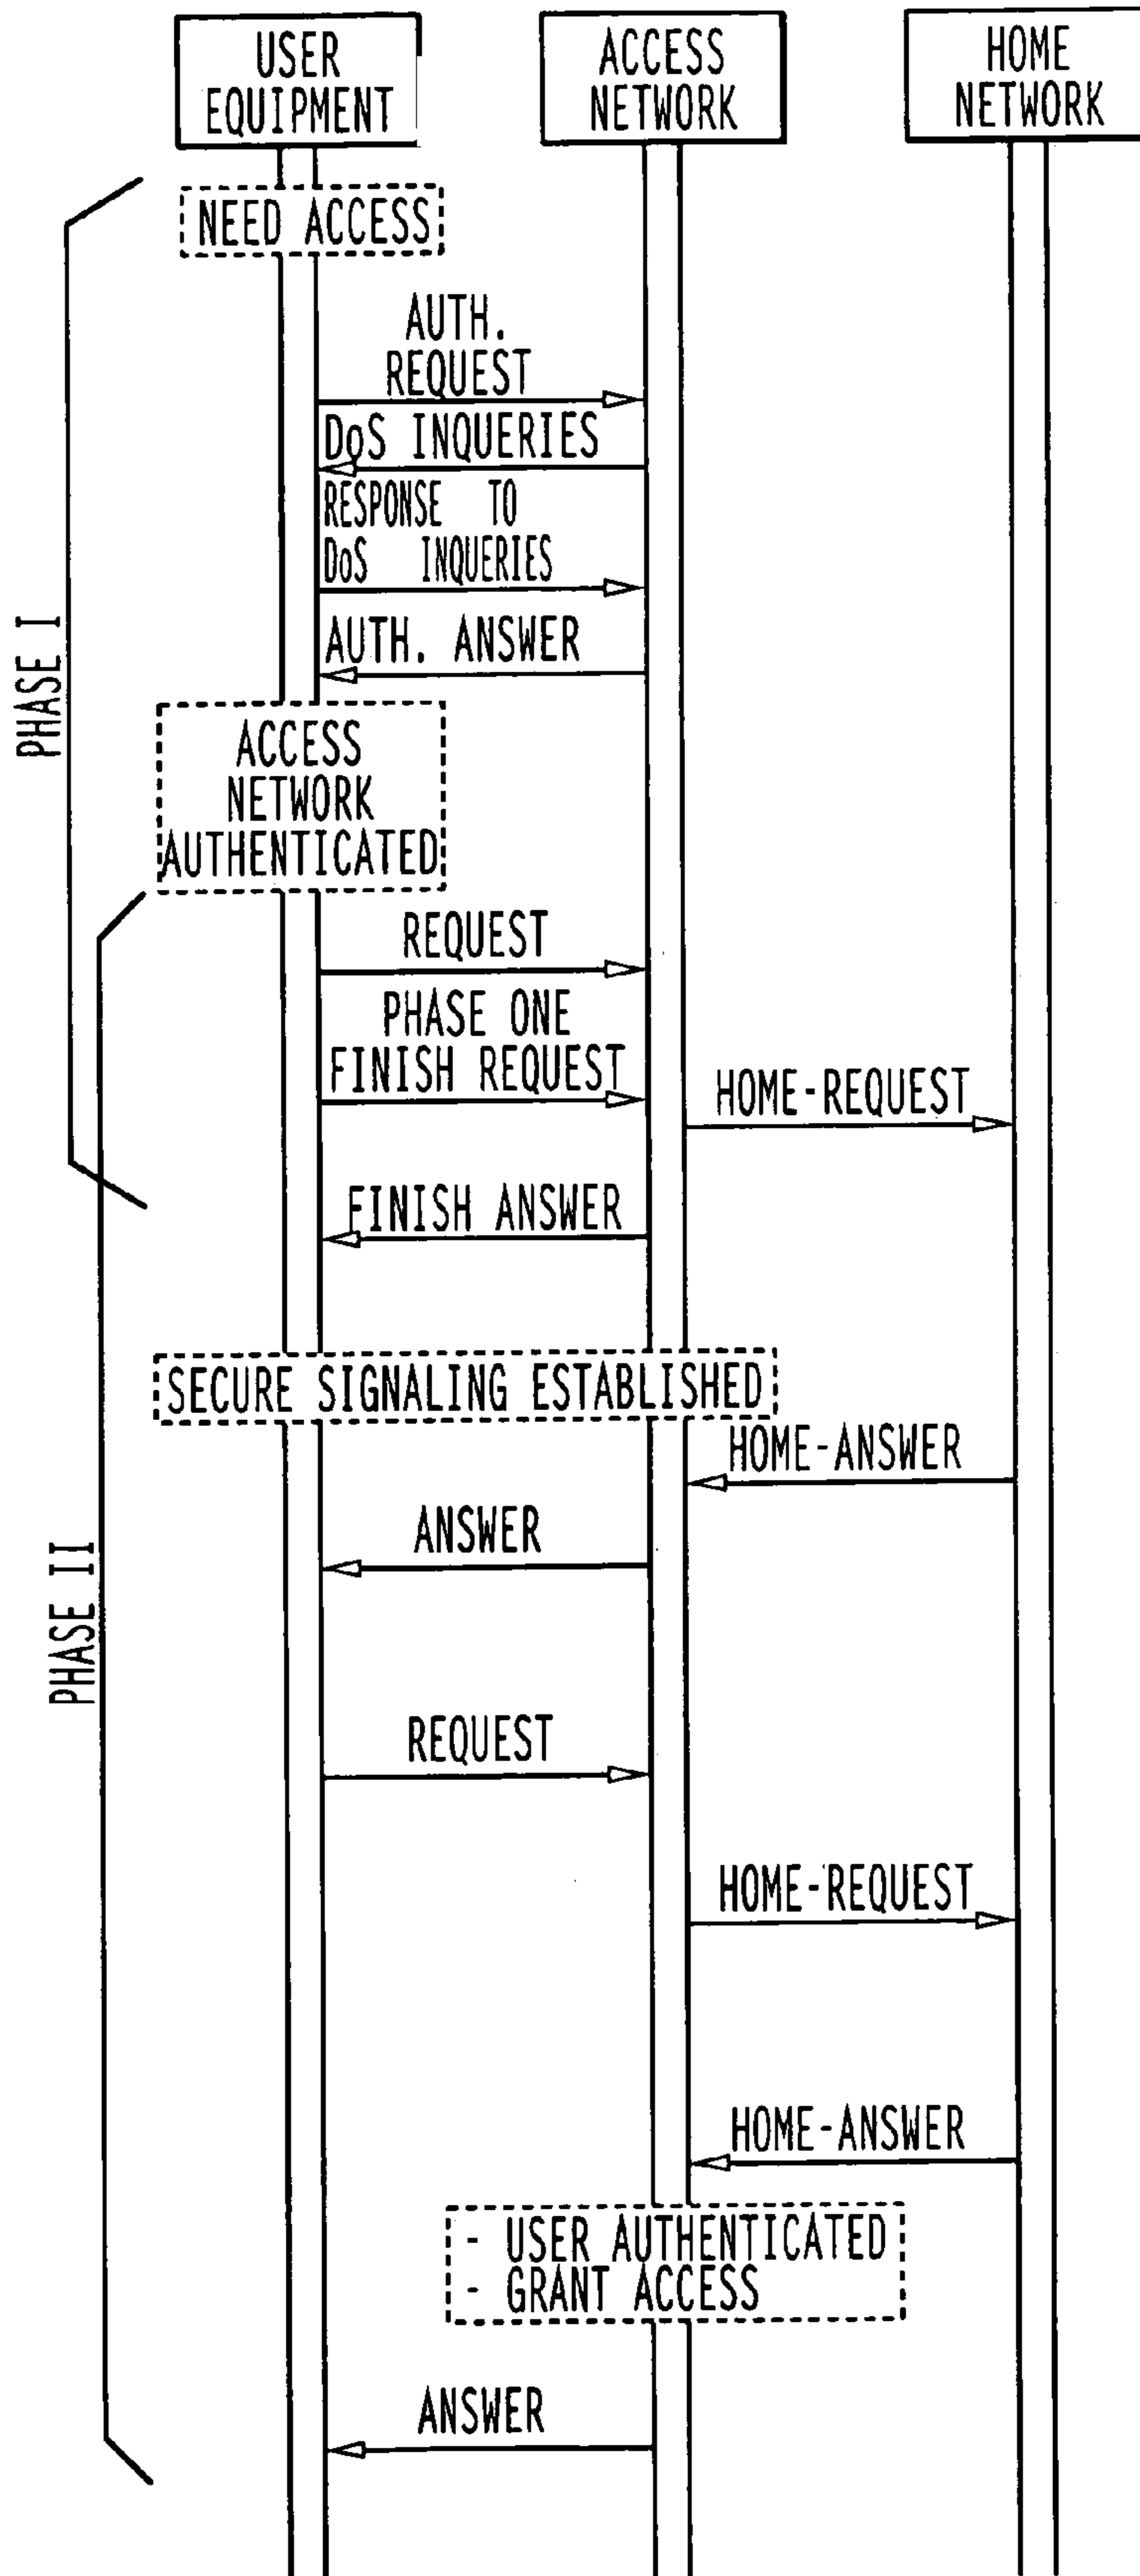 USER
EQUIPMENT
ACCESS
NETWORK
HOME
NETWORK
NEED ACCESS
AUTH.
REQUEST
DoS INQUERIES
RESPONSE TO
DoS INQUERIES
AUTH. ANSWER
PHASE I
ACCESS
NETWORK
AUTHENTICATED
REQUEST
PHASE ONE
FINISH REQUEST
HOME-REQUEST
FINISH ANSWER
SECURE SIGNALING ESTABLISHED
HOME-ANSWER
ANSWER
PHASE II
REQUEST
HOME-REQUEST
HOME-ANSWER
- USER AUTHENTICATED
- GRANT ACCESS
ANSWER